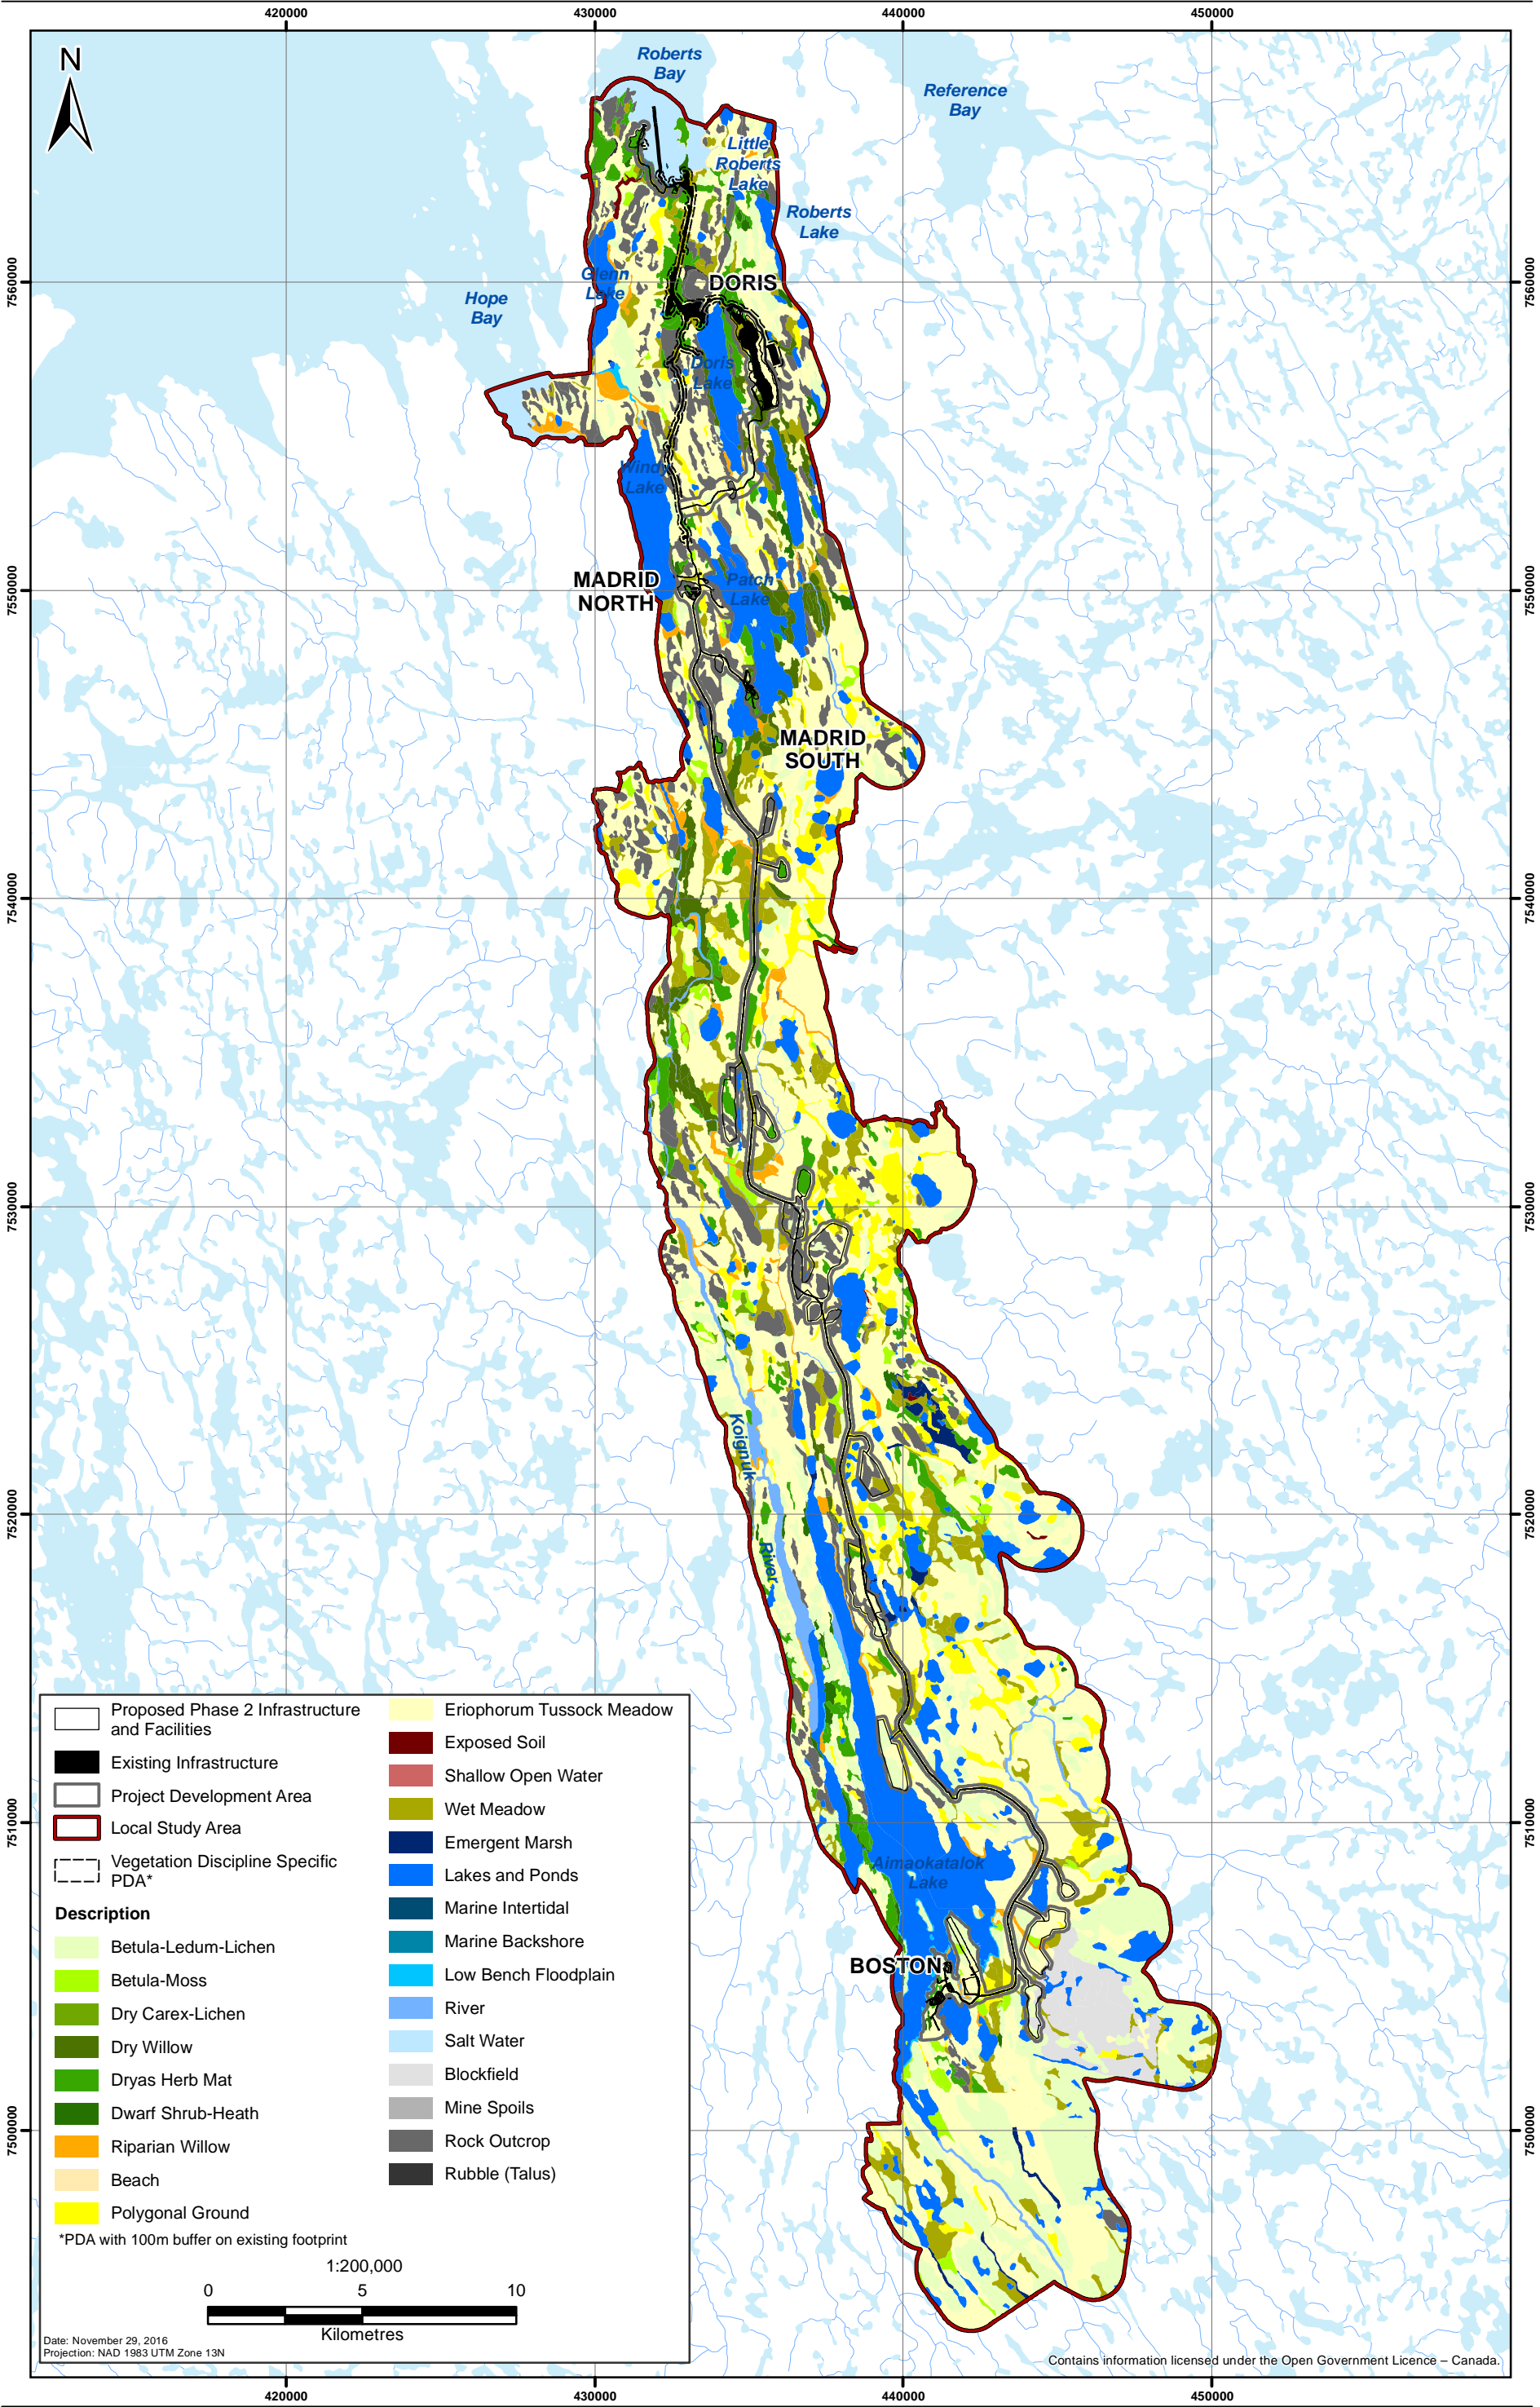 420000
430000
440000
450000
N
Roberts
Bay
Reference
Bay
Little
Roberts
Lake
Roberts
Lake
Glenn
Lake
DORIS
Hope
Bay
7560000
7560000
Doris
Lake
Windy
Lake
MADRID
NORTH
Patch
Lake
7550000
7550000
MADRID
SOUTH
7540000
7540000
7530000
7530000
Koignuk
River
7520000
7520000
Aimaokatalok
Lake
BOSTON
7510000
7510000
7500000
7500000
Proposed Phase 2 Infrastructure
and Facilities
Existing Infrastructure
Project Development Area
Local Study Area
Vegetation Discipline Specific
PDA*
Description
Betula-Ledum-Lichen
Betula-Moss
Dry Carex-Lichen
Dry Willow
Dryas Herb Mat
Dwarf Shrub-Heath
Riparian Willow
Beach
Polygonal Ground
Eriophorum Tussock Meadow
Exposed Soil
Shallow Open Water
Wet Meadow
Emergent Marsh
Lakes and Ponds
Marine Intertidal
Marine Backshore
Low Bench Floodplain
River
Salt Water
Blockfield
Mine Spoils
Rock Outcrop
Rubble (Talus)
*PDA with 100m buffer on existing footprint
1:200,000
0 5 10
Kilometres
Date: November 29, 2016
Projection: NAD 1983 UTM Zone 13N
Contains information licensed under the Open Government Licence – Canada.
420000
430000
440000
450000